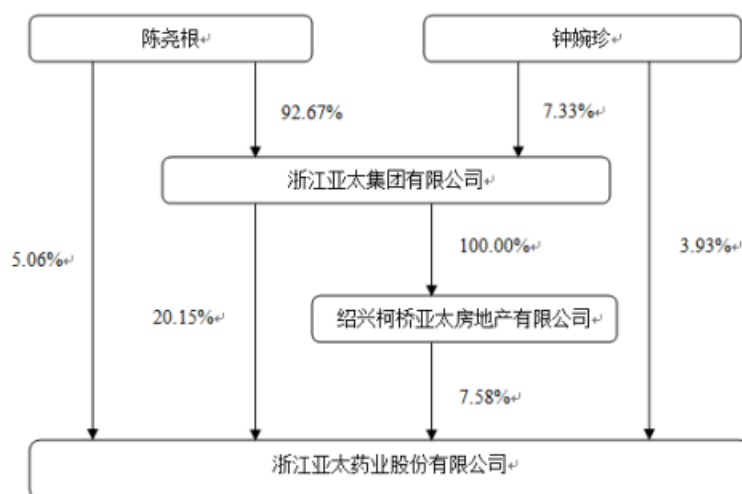 陈尧根↵
钟婉珍↵
92.67%
7.33%↵
浙江亚太集团有限公司↵
5.06%↵
20.15%↵
100.00%↵
3.93%↵
绍兴柯桥亚太房地产有限公司↵
7.58%↵
浙江亚太药业股份有限公司↵